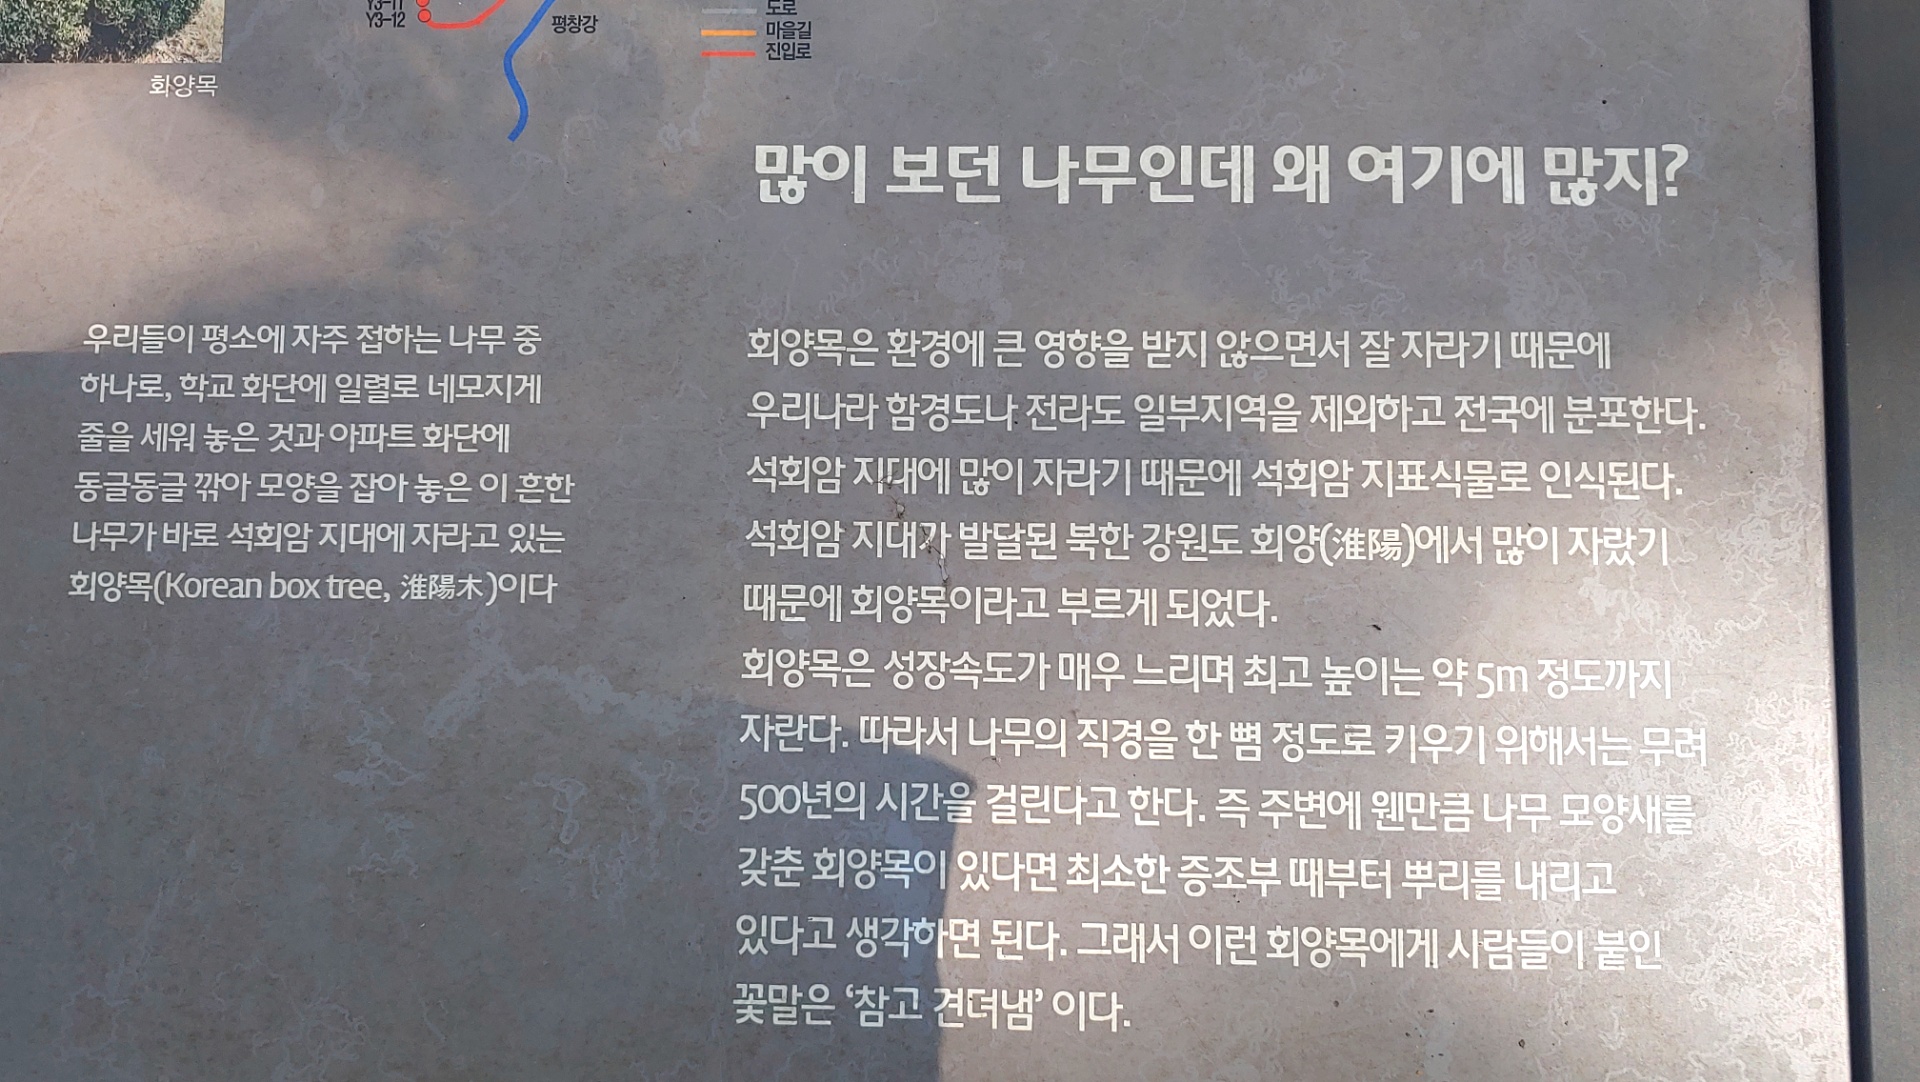 Y3-11
Y3-12
평창강
도로
마을길
진입로
화양목
많이 보던 나무인데 왜 여기에 많지?
우리들이 평소에 자주 접하는 나무 중
하나로, 학교 화단에 일렬로 네모지게
줄을 세워 놓은 것과 아파트 화단에
동글동글 깎아 모양을 잡아 놓은 이 흔한
나무가 바로 석회암 지대에 자라고 있는
회양목(Korean box tree, 淮陽木)이다
회양목은 환경에 큰 영향을 받지 않으면서 잘 자라기 때문에
우리나라 함경도나 전라도 일부지역을 제외하고 전국에 분포한다.
석회암 지대에 많이 자라기 때문에 석회암 지표식물로 인식된다.
석회암 지대가 발달된 북한 강원도 회양(淮陽)에서 많이 자랐기
때문에 회양목이라고 부르게 되었다.
회양목은 성장속도가 매우 느리며 최고 높이는 약 5m 정도까지
자란다. 따라서 나무의 직경을 한 뼘 정도로 키우기 위해서는 무려
500년의 시간을 걸린다고 한다. 즉 주변에 웬만큼 나무 모양새를
갖춘 회양목이 있다면 최소한 증조부 때부터 뿌리를 내리고
있다고 생각하면 된다. 그래서 이런 회양목에게 사람들이 붙인
꽃말은 '참고 견뎌냄' 이다.